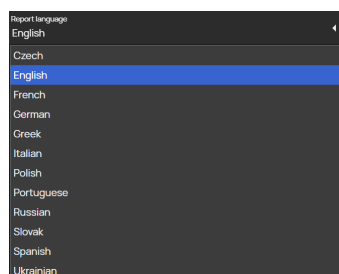 Report language
English
Czech
English
French
German
Greek
Italian
Polish
Portuguese
Russian
Slovak
Spanish
Ukrainian